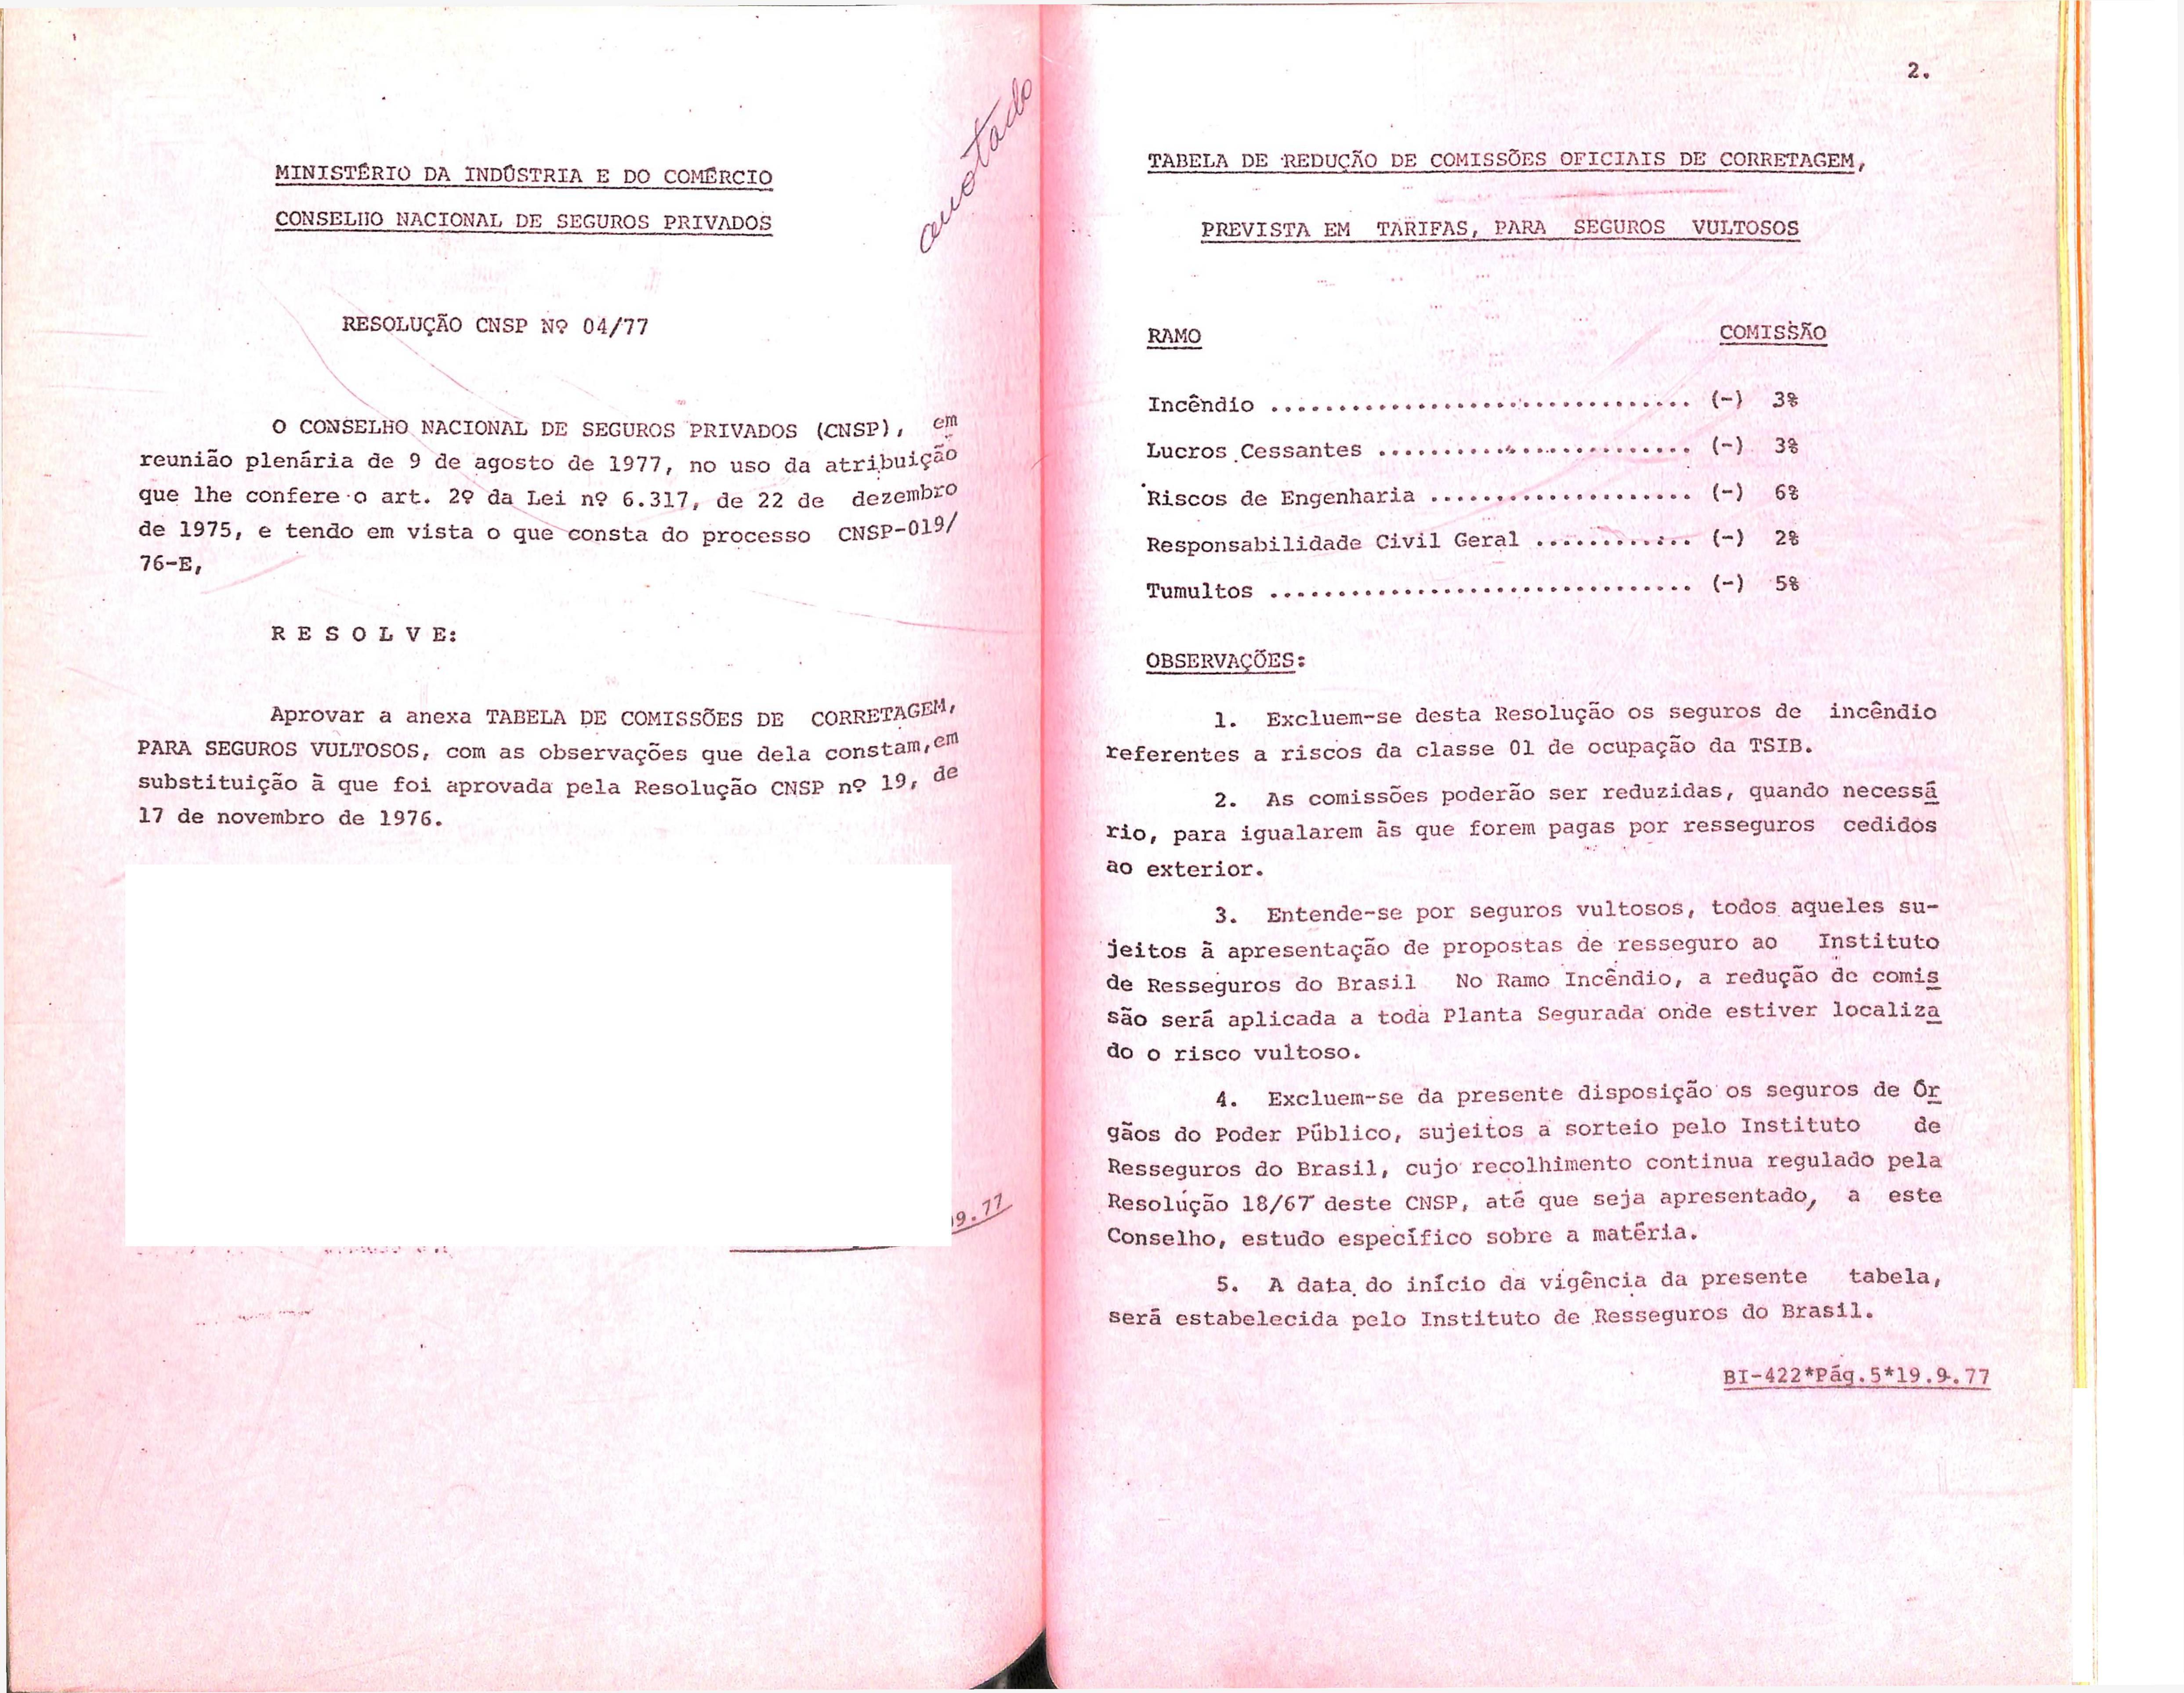 MINISTÉRIO DA INDÚSTRIA E DO COMÉRCIO
CONSELHO NACIONAL DE SEGUROS PRIVADOS
anotado
RESOLUÇÃO CNSP Nº 04/77
O CONSELHO NACIONAL DE SEGUROS PRIVADOS (CNSP), em
reunião plenária de 9 de agosto de 1977, no uso da atribuição
que lhe confere o art. 2º da Lei nº 6.317, de 22 de dezembro
de 1975, e tendo em vista o que consta do processo CNSP-019/
76-E,
R E S O L V E:
Aprovar a anexa TABELA DE COMISSÕES DE CORRETAGEM,
PARA SEGUROS VULTOSOS, com as observações que dela constam, em
substituição à que foi aprovada pela Resolução CNSP nº 19, de
17 de novembro de 1976.
9.77
2.
TABELA DE REDUÇÃO DE COMISSÕES OFICIAIS DE CORRETAGEM,
PREVISTA EM TARIFAS, PARA SEGUROS VULTOSOS
RAMO COMISSÃO
Incêndio ................................ (-) 3%
Lucros Cessantes ........................ (-) 3%
Riscos de Engenharia .................... (-) 6%
Responsabilidade Civil Geral ............ (-) 2%
Tumultos ................................ (-) 5%
OBSERVAÇÕES:
1. Excluem-se desta Resolução os seguros de incêndio
referentes a riscos da classe 01 de ocupação da TSIB.
2. As comissões poderão ser reduzidas, quando necessá
rio, para igualarem às que forem pagas por resseguros cedidos
ao exterior.
3. Entende-se por seguros vultosos, todos aqueles su-
jeitos à apresentação de propostas de resseguro ao Instituto
de Resseguros do Brasil No Ramo Incêndio, a redução de comis
são será aplicada a toda Planta Segurada onde estiver localiza
do o risco vultoso.
4. Excluem-se da presente disposição os seguros de Ór
gãos do Poder Público, sujeitos a sorteio pelo Instituto de
Resseguros do Brasil, cujo recolhimento continua regulado pela
Resolução 18/67 deste CNSP, até que seja apresentado, a este
Conselho, estudo específico sobre a matéria.
5. A data do início da vigência da presente tabela,
será estabelecida pelo Instituto de Resseguros do Brasil.
BI-422*Pág.5*19.9.77